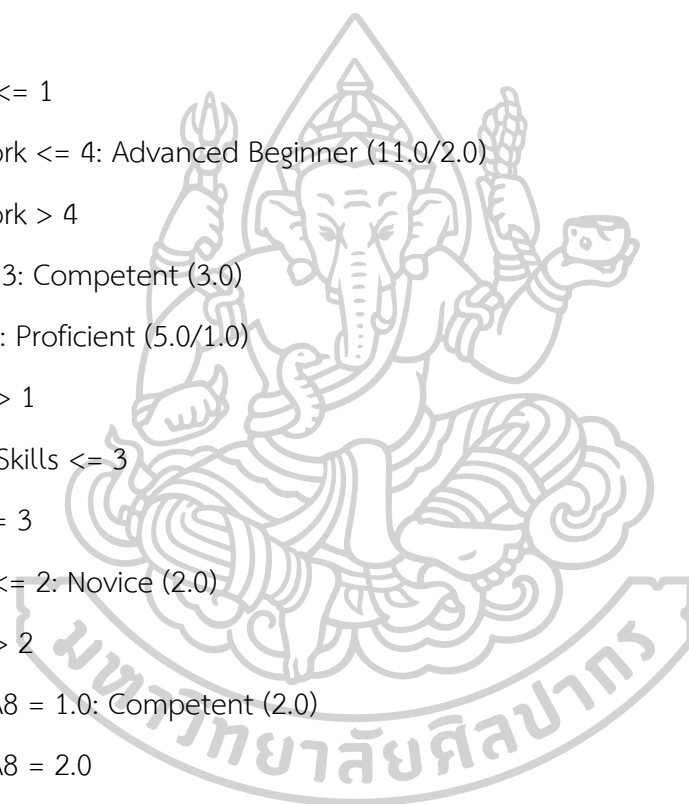 <= 1
ork <= 4: Advanced Beginner (11.0/2.0)
ork > 4
3: Competent (3.0)
: Proficient (5.0/1.0)
> 1
Skills <= 3
= 3
<= 2: Novice (2.0)
> 2
A8 = 1.0: Competent (2.0)
A8 = 2.0
มหาวิทยาลัยศิลปากร